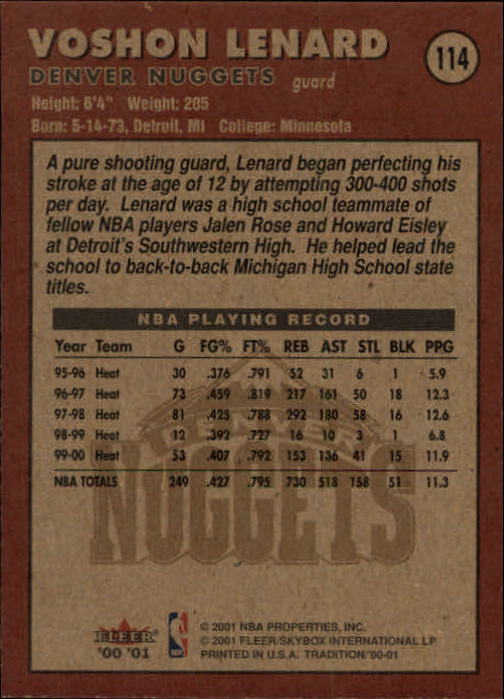 VOSHON LENARD
114
DENVER NUGGETS guard
Height: 6'4" Weight: 205
Born: 5-14-73, Detroit, MI College: Minnesota
A pure shooting guard, Lenard began perfecting his
stroke at the age of 12 by attempting 300-400 shots
per day. Lenard was a high school teammate of
fellow NBA players Jalen Rose and Howard Eisley
at Detroit's Southwestern High. He helped lead the
school to back-to-back Michigan High School state
titles.
NBA PLAYING RECORD
Year Team G FG% FT% REB AST STL BLK PPG
95-96 Heat 30 .376 .791 52 31 6 1 5.9
96-97 Heat 73 .459 .819 217 161 50 18 12.3
97-98 Heat 81 .425 .788 292 180 58 16 12.6
98-99 Heat 12 .392 .727 16 10 3 1 6.8
99-00 Heat 53 .407 .792 153 136 41 15 11.9
NBA TOTALS 249 .427 .795 730 518 158 51 11.3
DENVER
NUGGETS
FLEER
'00 '01
© 2001 NBA PROPERTIES, INC.
© 2001 FLEER/SKYBOX INTERNATIONAL LP
PRINTED IN U.S.A. TRADITION'00-01